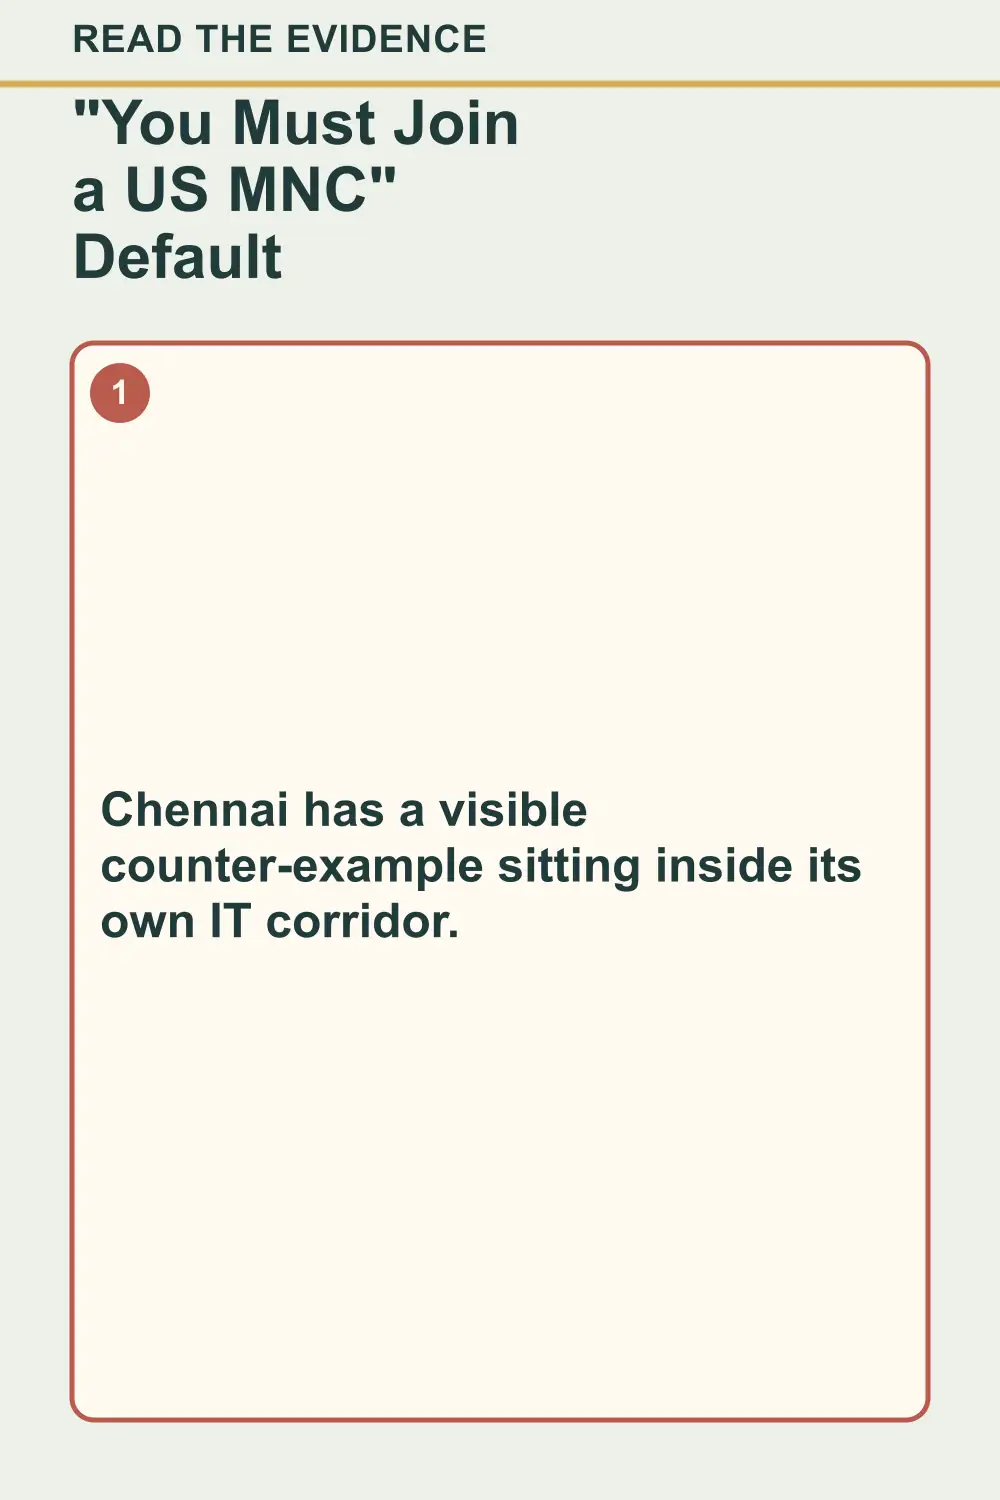 READ THE EVIDENCE
"You Must Join
a US MNC"
Default
1
Chennai has a visible
counter-example sitting inside its
own IT corridor.